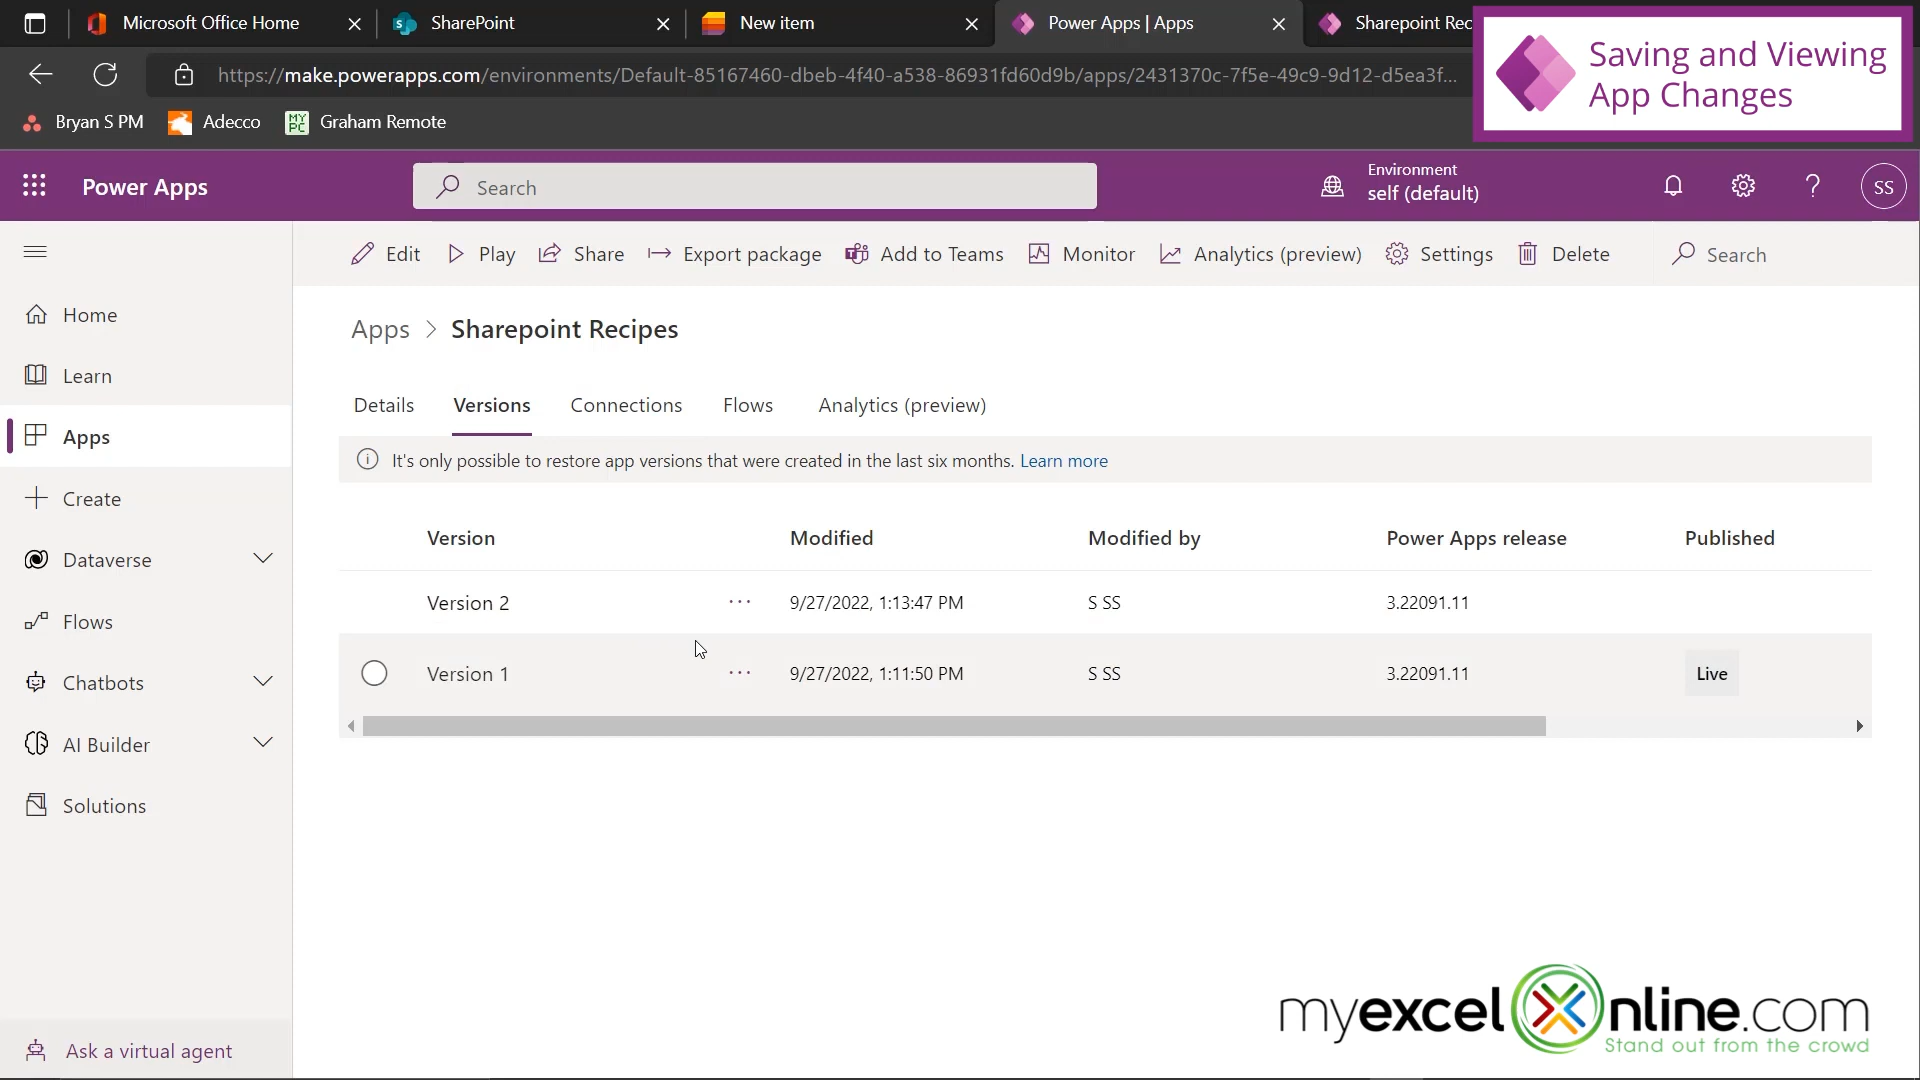 Microsoft Office Home
SharePoint
New item
Power Apps | Apps
Sharepoint Rec
Saving and Viewing
App Changes
https://make.powerapps.com/environments/Default-85167460-dbeb-4f40-a538-86931fd60d9b/apps/2431370c-7f5e-49c9-9d12-d5ea3f...
Bryan S PM
Adecco
MY PC
Graham Remote
Power Apps
Search
Environment
self (default)
?
SS
Edit
Play
Share
Export package
Add to Teams
Monitor
Analytics (preview)
Settings
Delete
Search
Home
Learn
Apps
Create
Dataverse
Flows
Chatbots
AI Builder
Solutions
Ask a virtual agent
Apps > Sharepoint Recipes
Details
Versions
Connections
Flows
Analytics (preview)
It's only possible to restore app versions that were created in the last six months. Learn more
Version Modified Modified by Power Apps release Published
Version 2 ... 9/27/2022, 1:13:47 PM S SS 3.22091.11
Version 1 ... 9/27/2022, 1:11:50 PM S SS 3.22091.11 Live
myexcelOnline.com
Stand out from the crowd